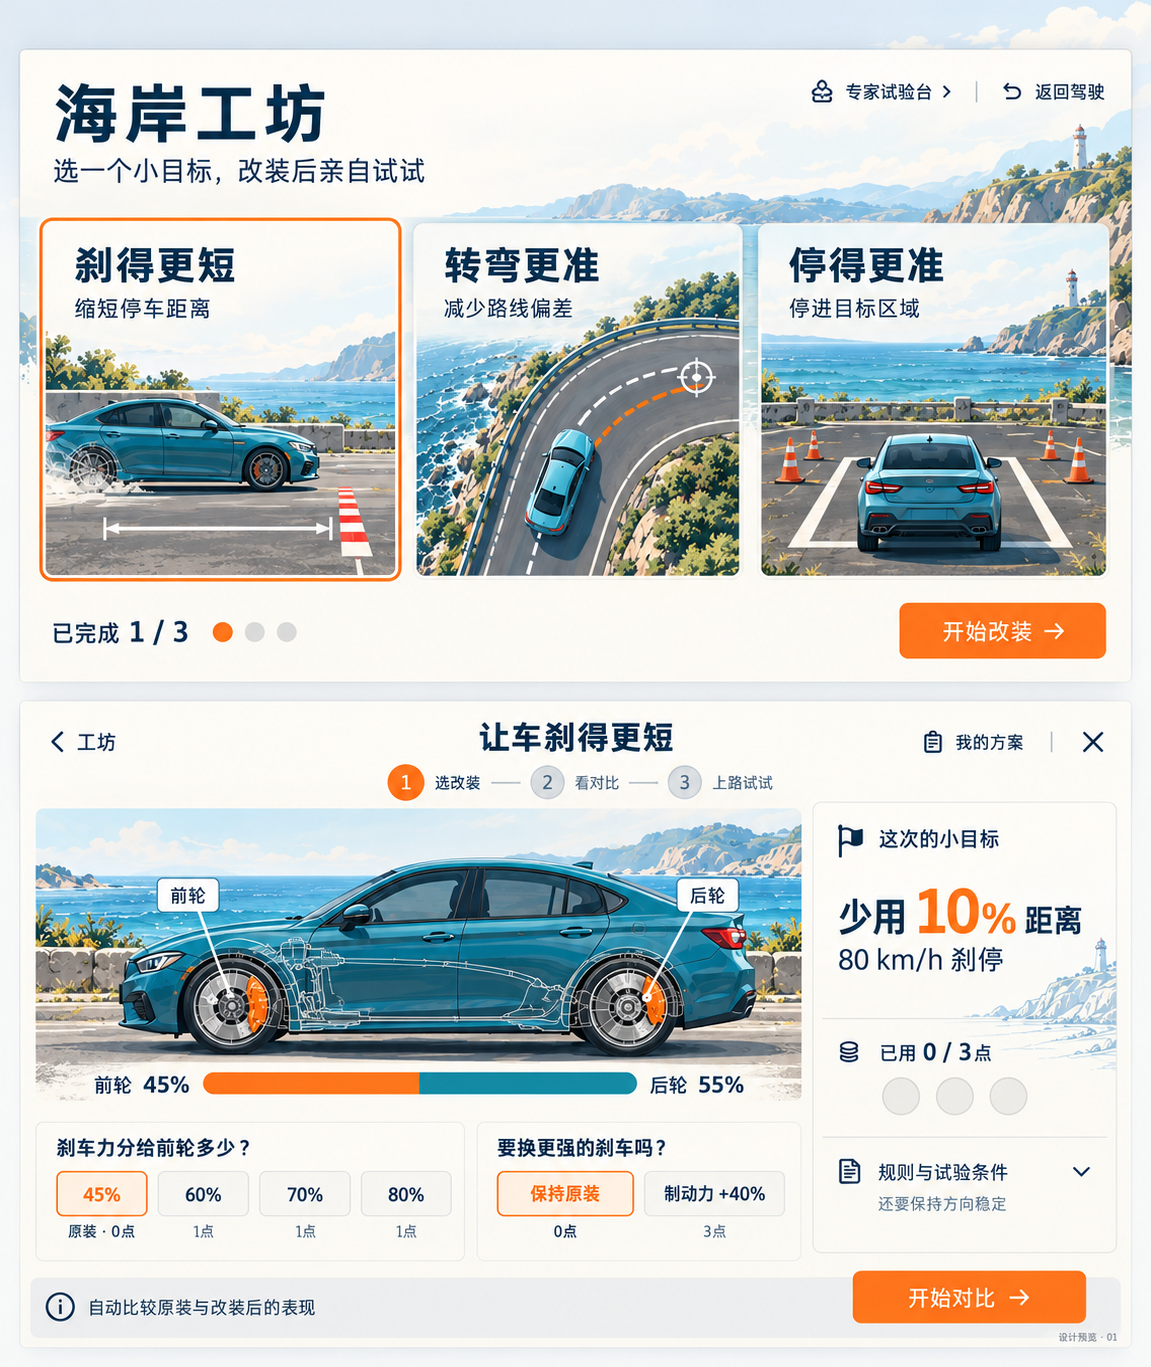 海岸工坊
选一个小目标，改装后亲自试试
专家试验台
返回驾驶
刹得更短
缩短停车距离
转弯更准
减少路线偏差
停得更准
停进目标区域
已完成 1 / 3
开始改装 →
工坊
让车刹得更短
我的方案
1 选改装
2 看对比
3 上路试试
前轮
后轮
前轮 45%
后轮 55%
刹车力分给前轮多少？
45%
60%
70%
80%
原装 · 0点
1点
1点
1点
要换更强的刹车吗？
保持原装
制动力 +40%
0点
3点
这次的小目标
少用 10% 距离
80 km/h 刹停
已用 0 / 3点
规则与试验条件
还要保持方向稳定
自动比较原装与改装后的表现
开始对比 →
设计预览 · 01